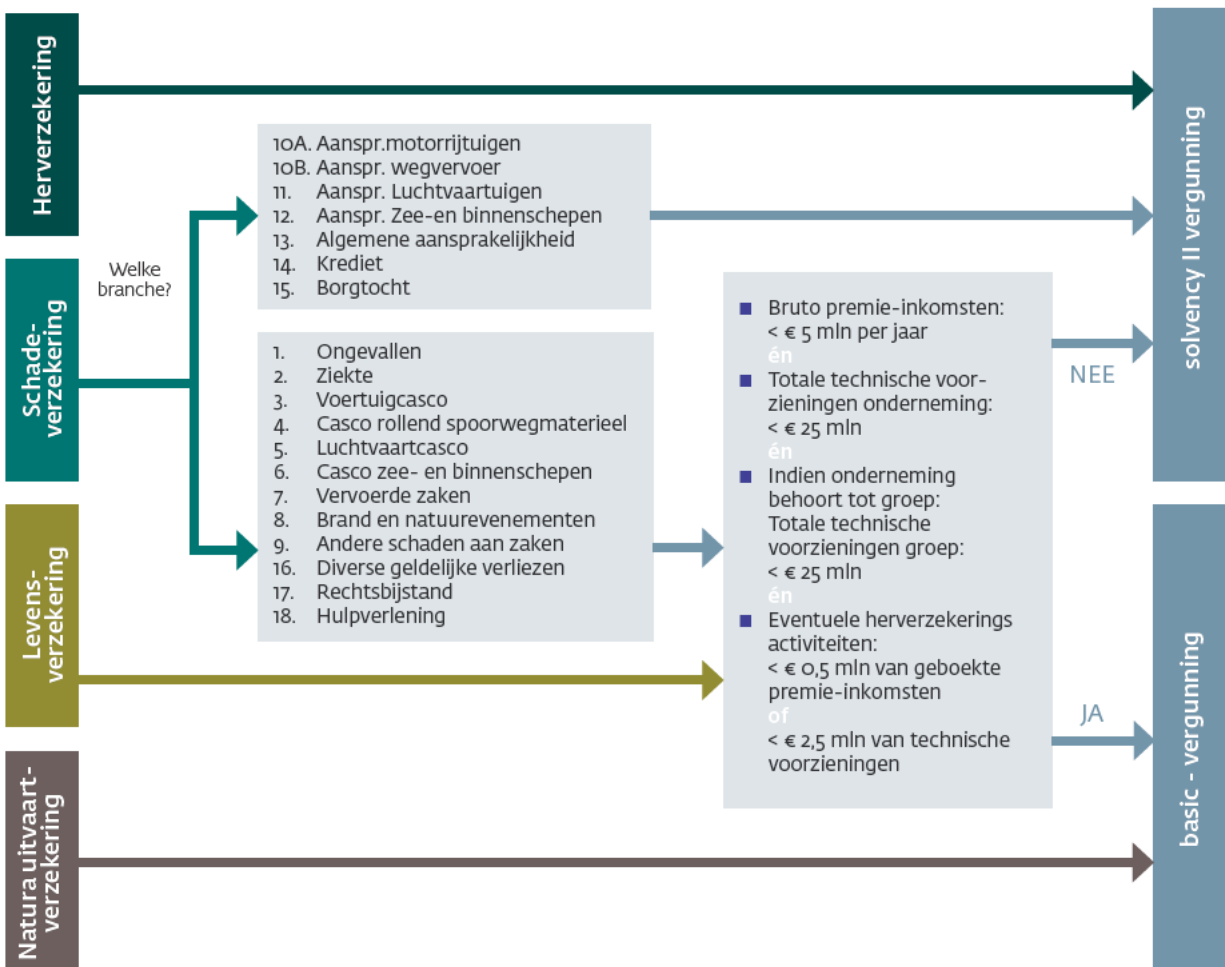 Herverzekering
Schade-
verzekering
Levens-
verzekering
Natura uitvaart-
verzekering
Welke
branche?
10A. Aanspr.motorrijtuigen
10B. Aanspr. wegvervoer
11. Aanspr. Luchtvaartuigen
12. Aanspr. Zee-en binnenschepen
13. Algemene aansprakelijkheid
14. Krediet
15. Borgtocht
1. Ongevallen
2. Ziekte
3. Voertuigcasco
4. Casco rollend spoorwegmaterieel
5. Luchtvaartcasco
6. Casco zee- en binnenschepen
7. Vervoerde zaken
8. Brand en natuurevenementen
9. Andere schaden aan zaken
16. Diverse geldelijke verliezen
17. Rechtsbijstand
18. Hulpverlening
Bruto premie-inkomsten:
< € 5 mln per jaar
én
Totale technische voor-
zieningen onderneming:
< € 25 mln
én
Indien onderneming
behoort tot groep:
Totale technische
voorzieningen groep:
< € 25 mln
én
Eventuele herverzekerings
activiteiten:
< € 0,5 mln van geboekte
premie-inkomsten
of
< € 2,5 mln van technische
voorzieningen
NEE
JA
solvency II vergunning
basic - vergunning